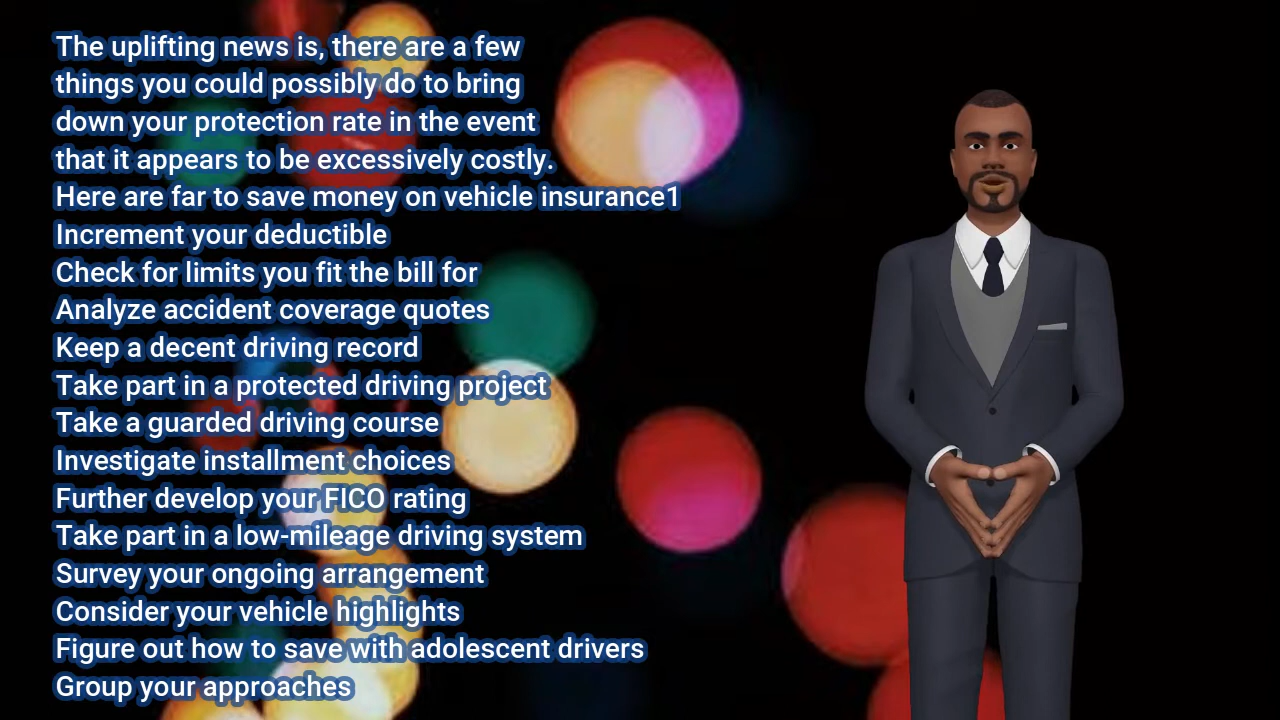 The uplifting news is, there are a few
things you could possibly do to bring
down your protection rate in the event
that it appears to be excessively costly.
Here are far to save money on vehicle insurance1
Increment your deductible
Check for limits you fit the bill for
Analyze accident coverage quotes
Keep a decent driving record
Take part in a protected driving project
Take a guarded driving course
Investigate installment choices
Further develop your FICO rating
Take part in a low-mileage driving system
Survey your ongoing arrangement
Consider your vehicle highlights
Figure out how to save with adolescent drivers
Group your approaches